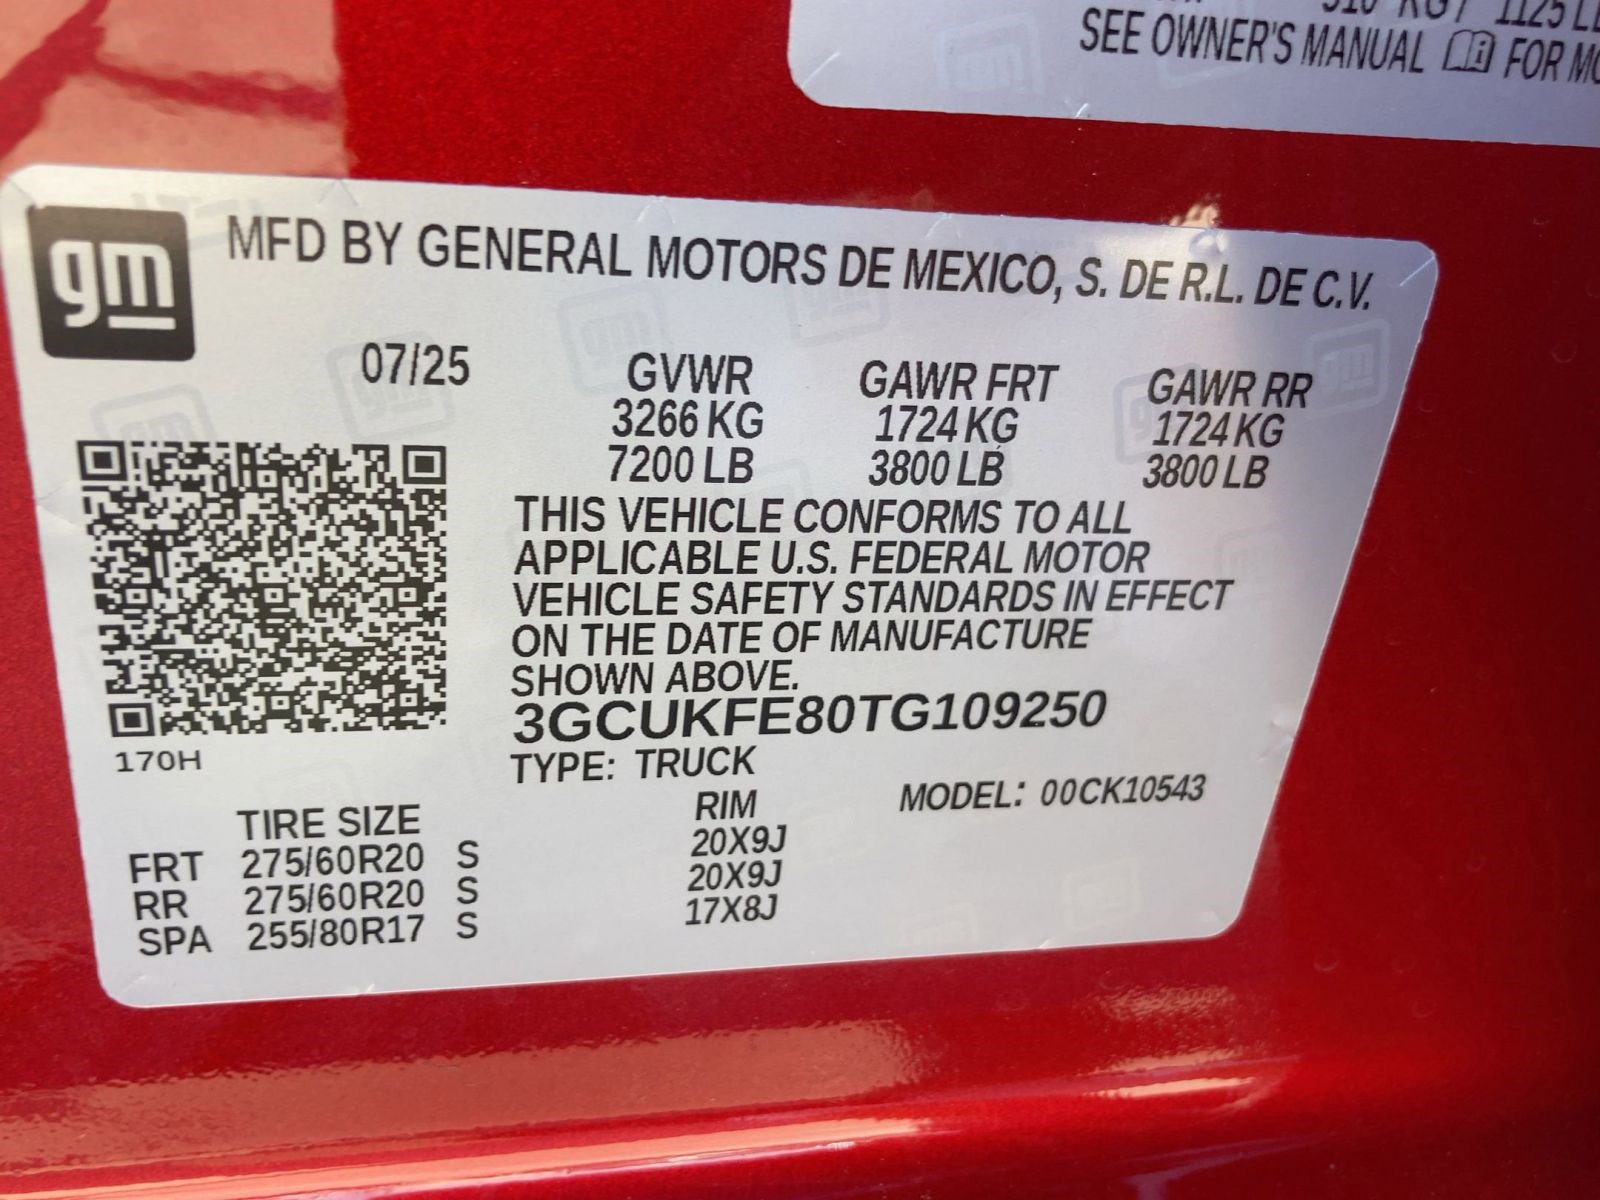 KG / 1125
SEE OWNER'S MANUAL FOR
gm
MFD BY GENERAL MOTORS DE MEXICO, S. DE R.L. DE C.V.
07/25 GVWR GAWR FRT GAWR RR
3266 KG 1724 KG 1724 KG
7200 LB 3800 LB 3800 LB
THIS VEHICLE CONFORMS TO ALL
APPLICABLE U.S. FEDERAL MOTOR
VEHICLE SAFETY STANDARDS IN EFFECT
ON THE DATE OF MANUFACTURE
SHOWN ABOVE.
3GCUKFE80TG109250
170H
TYPE: TRUCK
MODEL: 00CK10543
TIRE SIZE RIM
FRT 275/60R20 S 20X9J
RR 275/60R20 S 20X9J
SPA 255/80R17 S 17X8J